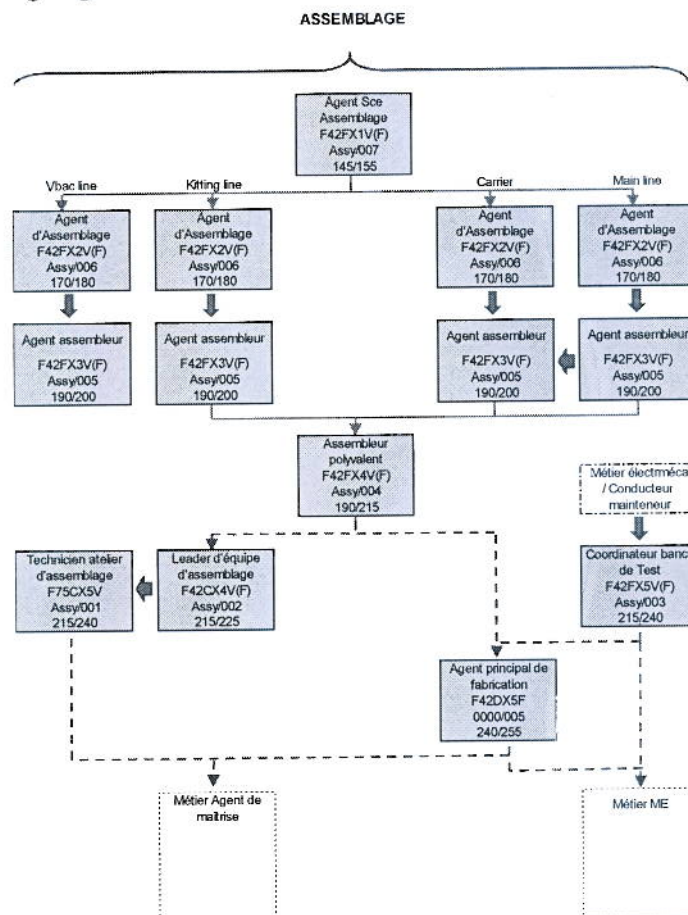 ASSEMBLAGE
Agent Sce
Assemblage
F42FX1V(F)
Assy/007
145/155
Vbac line
Kitting line
Carrier
Main line
Agent
d'Assemblage
F42FX2V(F)
Assy/006
170/180
Agent
d'Assemblage
F42FX2V(F)
Assy/006
170/180
Agent
d'Assemblage
F42FX2V(F)
Assy/006
170/180
Agent
d'Assemblage
F42FX2V(F)
Assy/006
170/180
Agent assembleur
F42FX3V(F)
Assy/005
190/200
Agent assembleur
F42FX3V(F)
Assy/005
190/200
Agent assembleur
F42FX3V(F)
Assy/005
190/200
Agent assembleur
F42FX3V(F)
Assy/005
190/200
Assembleur
polyvalent
F42FX4V(F)
Assy/004
190/215
Métier électrméca
/ Conducteur
mainteneur
Technicien atelier
d'assemblage
F75CX5V
Assy/001
215/240
Leader d'équipe
d'assemblage
F42CX4V(F)
Assy/002
215/225
Coordinateur banc
de Test
F42FX5V(F)
Assy/003
215/240
Agent principal de
fabrication
F42DX5F
0000/005
240/255
Métier Agent de
maîtrise
Métier ME